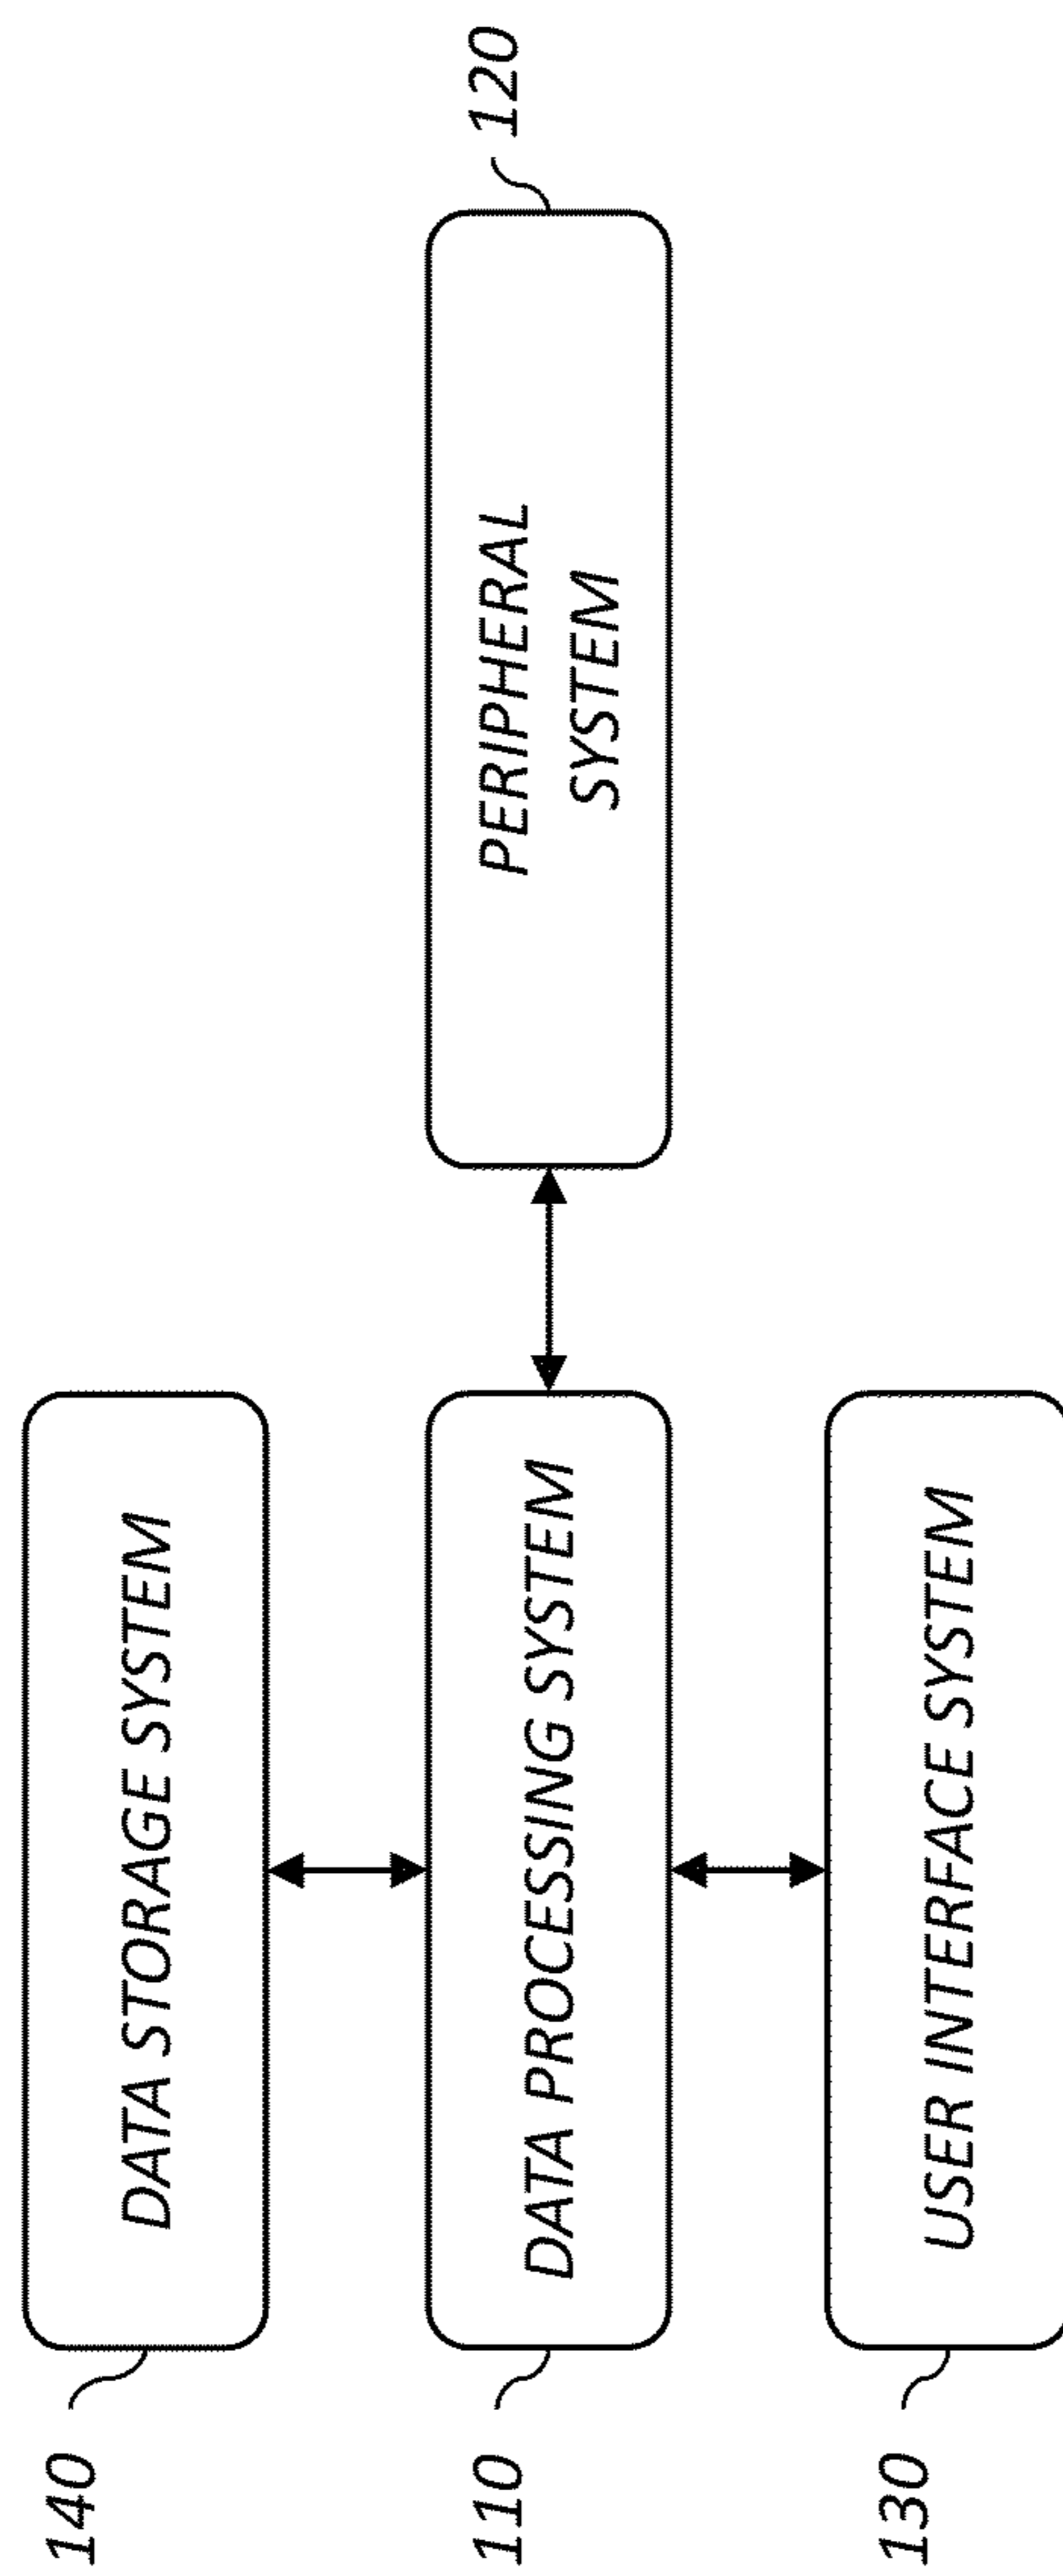 140
DATA STORAGE SYSTEM
110
DATA PROCESSING SYSTEM
PERIPHERAL
SYSTEM
120
130
USER INTERFACE SYSTEM